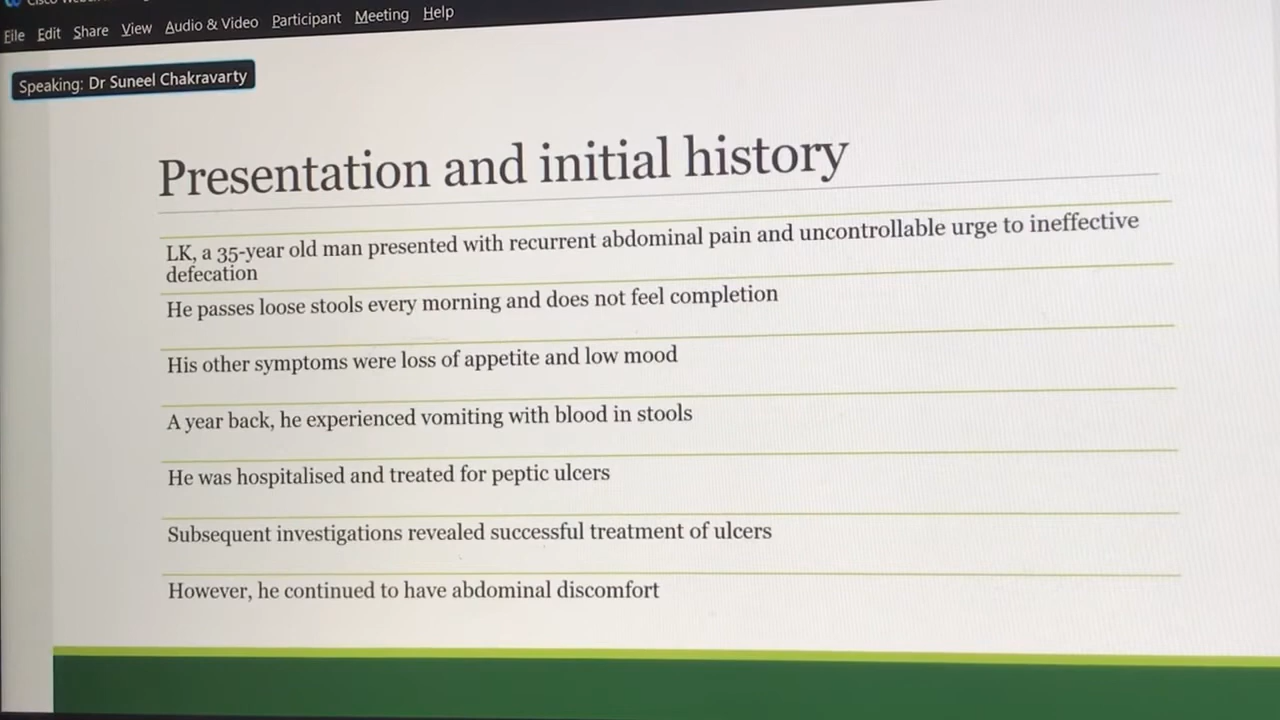 File Edit Share View Audio & Video Participant Meeting Help
Speaking: Dr Suneel Chakravarty
Presentation and initial history
LK, a 35-year old man presented with recurrent abdominal pain and uncontrollable urge to ineffective
defecation
He passes loose stools every morning and does not feel completion
His other symptoms were loss of appetite and low mood
A year back, he experienced vomiting with blood in stools
He was hospitalised and treated for peptic ulcers
Subsequent investigations revealed successful treatment of ulcers
However, he continued to have abdominal discomfort